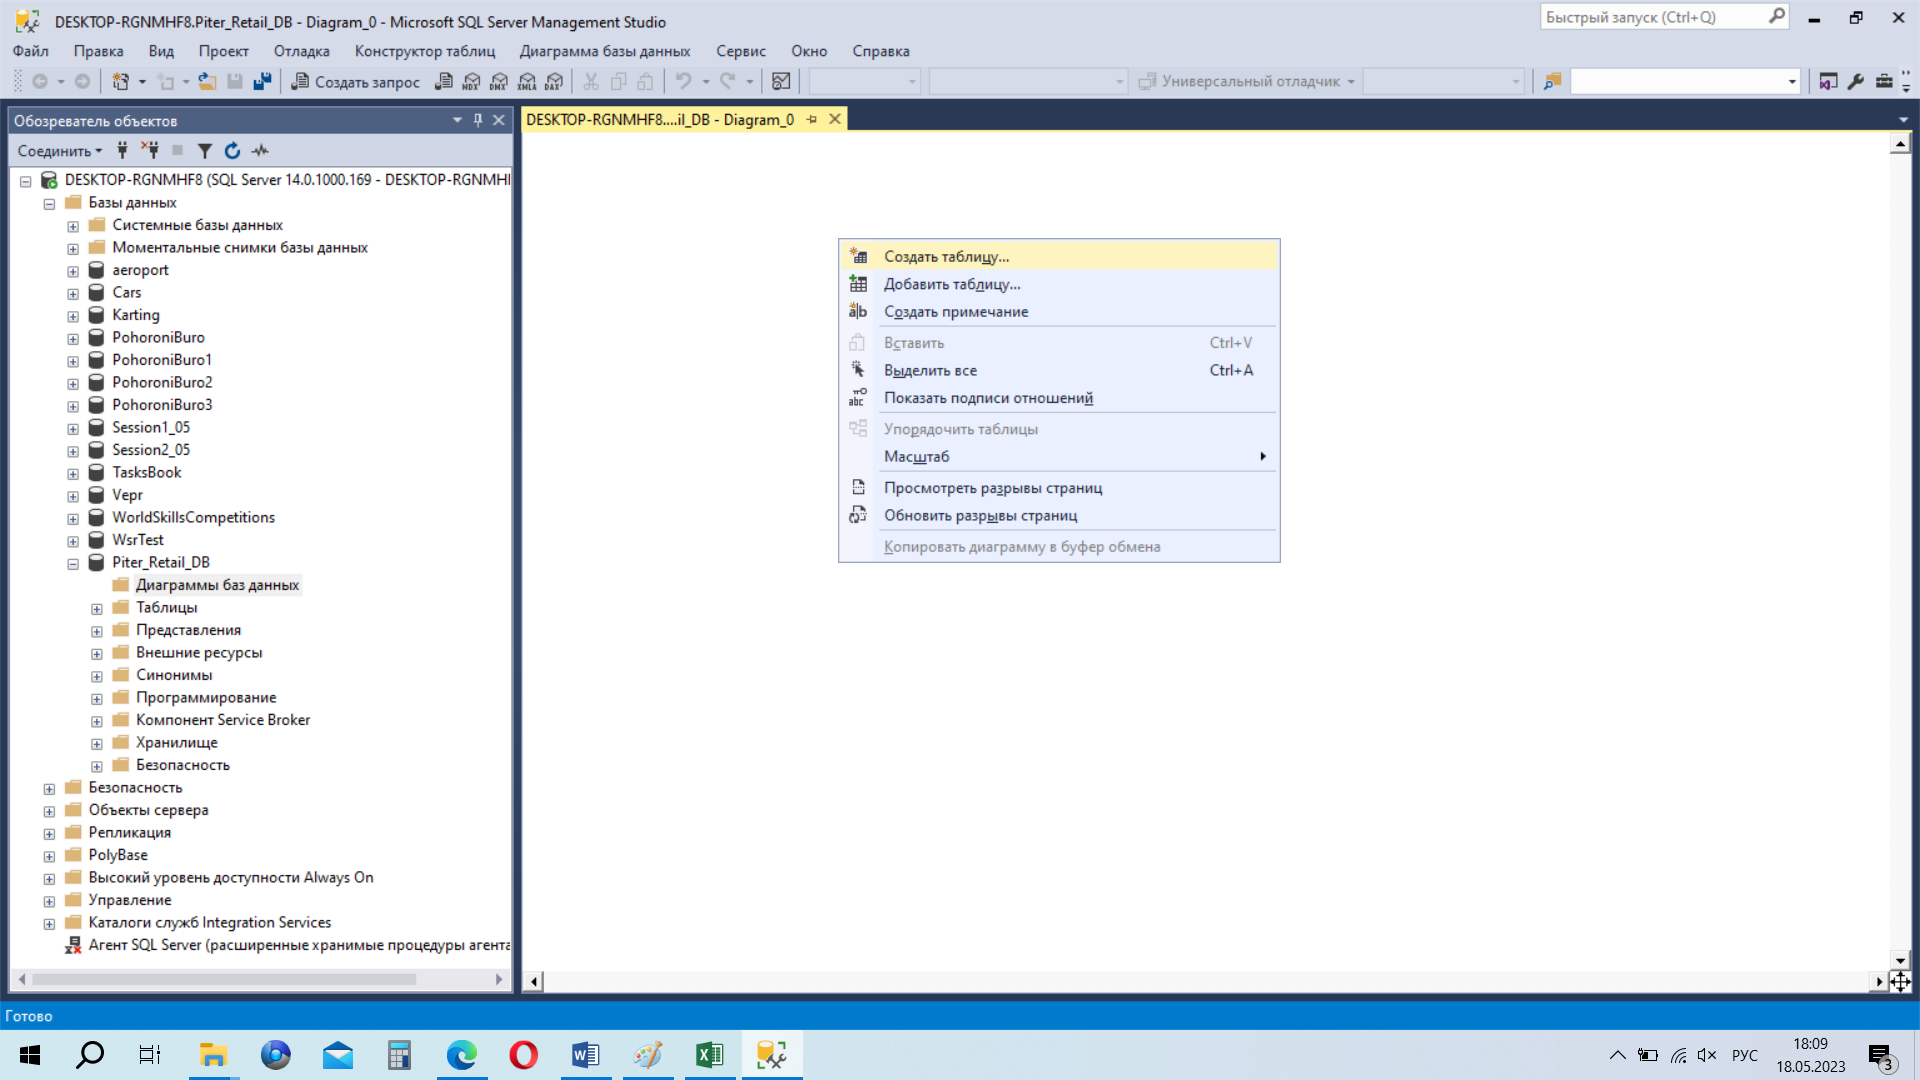 DESKTOP-RGNMHF8.Piter_Retail_DB - Diagram_0 - Microsoft SQL Server Management Studio
Быстрый запуск (Ctrl+Q)
Файл Правка Вид Проект Отладка Конструктор таблиц Диаграмма базы данных Сервис Окно Справка
Создать запрос MDX DMX XMLA DAX Универсальный отладчик
Обозреватель объектов
DESKTOP-RGNMHF8....il_DB - Diagram_0
Соединить
DESKTOP-RGNMHF8 (SQL Server 14.0.1000.169 - DESKTOP-RGNMH
Базы данных
Системные базы данных
Моментальные снимки базы данных
aeroport
Cars
Karting
PohoroniBuro
PohoroniBuro1
PohoroniBuro2
PohoroniBuro3
Session1_05
Session2_05
TasksBook
Vepr
WorldSkillsCompetitions
WsrTest
Piter_Retail_DB
Диаграммы баз данных
Таблицы
Представления
Внешние ресурсы
Синонимы
Программирование
Компонент Service Broker
Хранилище
Безопасность
Безопасность
Объекты сервера
Репликация
PolyBase
Высокий уровень доступности Always On
Управление
Каталоги служб Integration Services
Агент SQL Server (расширенные хранимые процедуры агента
Создать таблицу...
Добавить таблицу...
Создать примечание
Вставить Ctrl+V
Выделить все Ctrl+A
Показать подписи отношений
Упорядочить таблицы
Масштаб
Просмотреть разрывы страниц
Обновить разрывы страниц
Копировать диаграмму в буфер обмена
Готово
РУС
18:09
18.05.2023
3